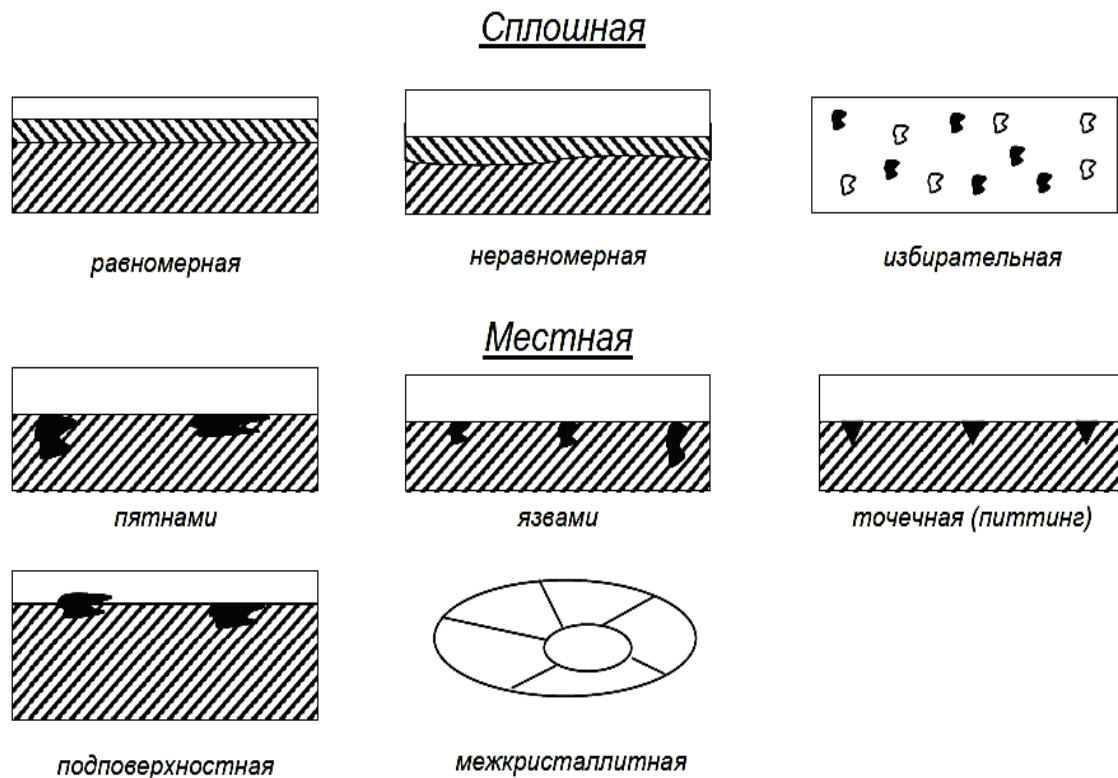 Сплошная
равномерная
неравномерная
избирательная
Местная
пятнами
язвами
точечная (питтинг)
подповерхностная
межкристаллитная